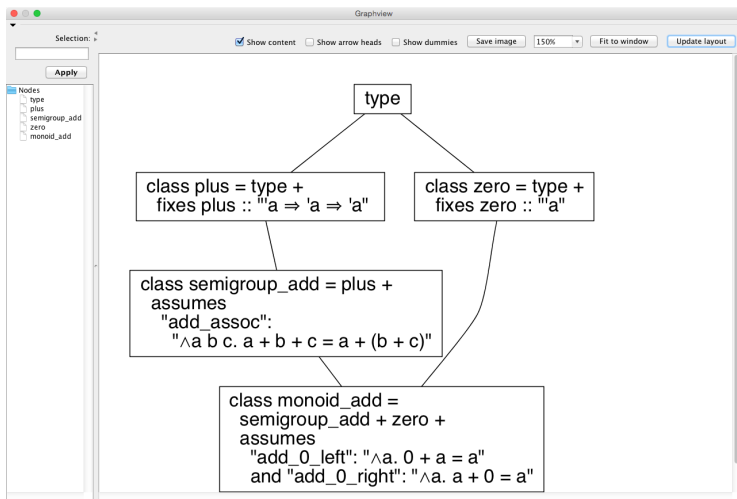 Graphview
Selection:
Show content Show arrow heads Show dummies Save image 150% Fit to window Update layout
Apply
Nodes
type
plus
semigroup_add
zero
monoid_add
type
class plus = type +
fixes plus :: "'a ⇒ 'a ⇒ 'a"
class zero = type +
fixes zero :: "'a"
class semigroup_add = plus +
assumes
"add_assoc":
"⋀a b c. a + b + c = a + (b + c)"
class monoid_add =
semigroup_add + zero +
assumes
"add_0_left": "⋀a. 0 + a = a"
and "add_0_right": "⋀a. a + 0 = a"